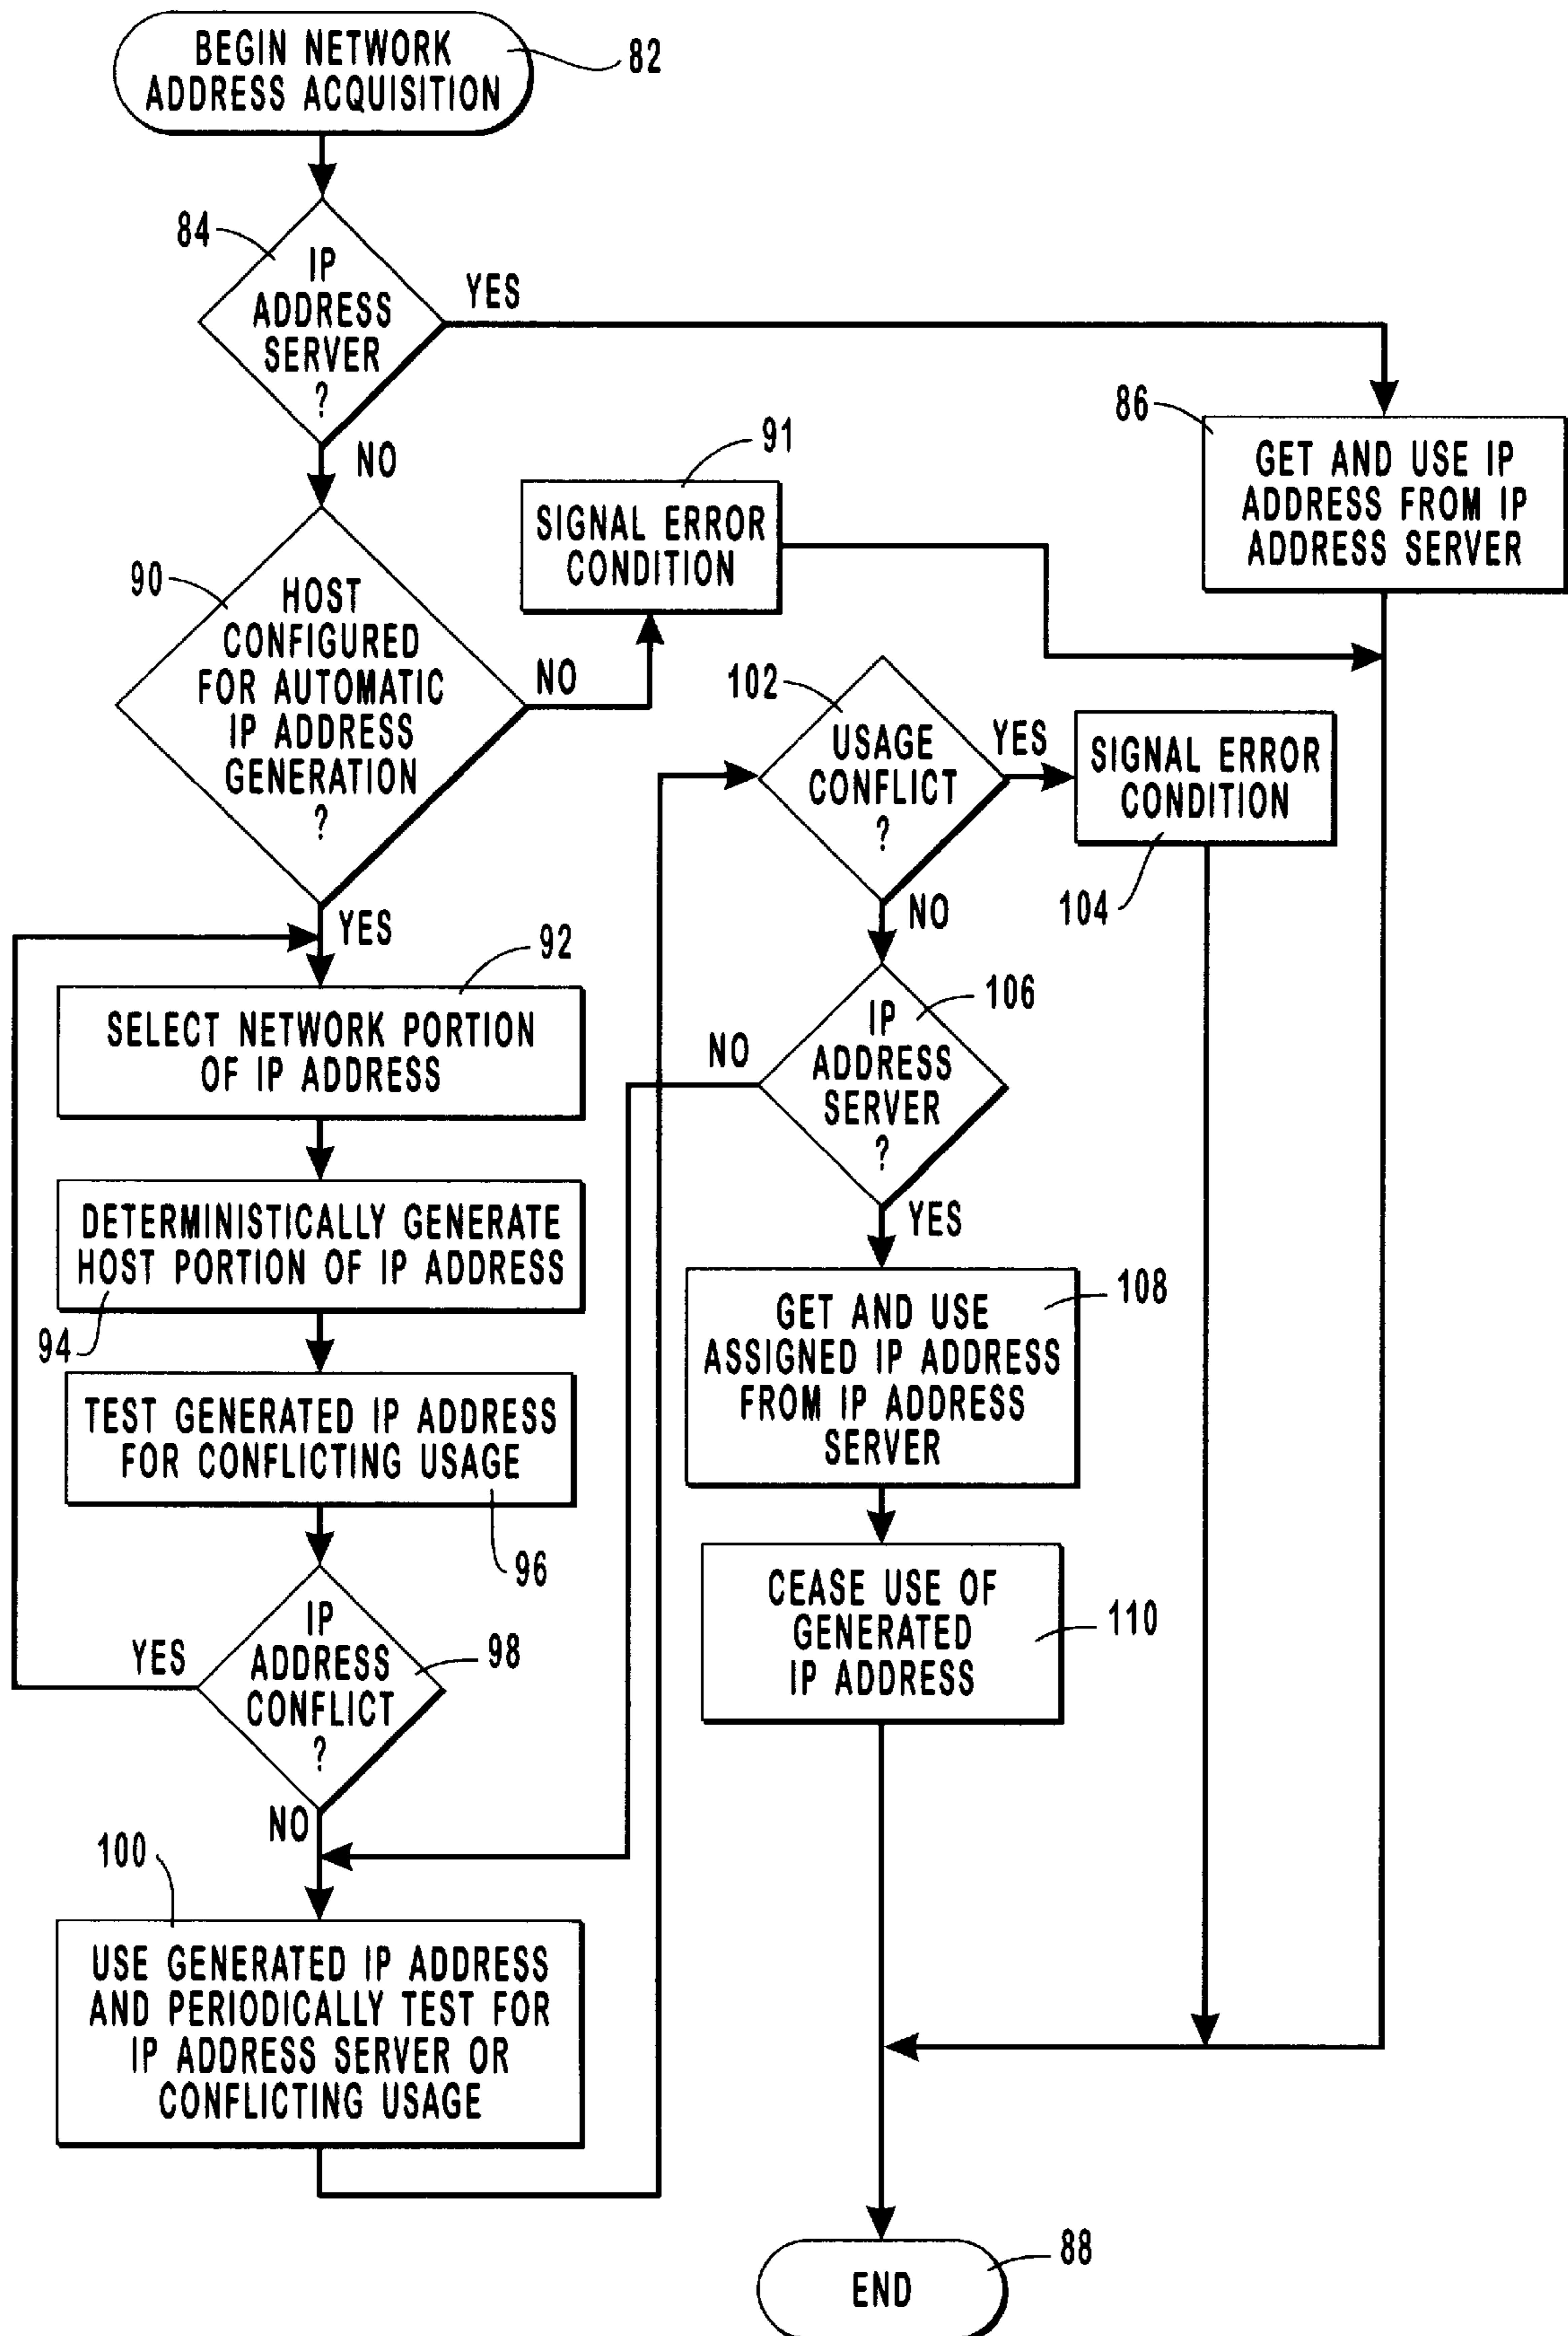 BEGIN NETWORK
ADDRESS ACQUISITION
82
84
IP
ADDRESS
SERVER
?
YES
NO
86
GET AND USE IP
ADDRESS FROM IP
ADDRESS SERVER
91
SIGNAL ERROR
CONDITION
90
HOST
CONFIGURED
FOR AUTOMATIC
IP ADDRESS
GENERATION
?
NO
YES
92
SELECT NETWORK PORTION
OF IP ADDRESS
DETERMINISTICALLY GENERATE
HOST PORTION OF IP ADDRESS
94
TEST GENERATED IP ADDRESS
FOR CONFLICTING USAGE
96
IP
ADDRESS
CONFLICT
?
98
YES
NO
100
USE GENERATED IP ADDRESS
AND PERIODICALLY TEST FOR
IP ADDRESS SERVER OR
CONFLICTING USAGE
102
USAGE
CONFLICT
?
YES
SIGNAL ERROR
CONDITION
104
NO
106
IP
ADDRESS
SERVER
?
NO
YES
108
GET AND USE
ASSIGNED IP ADDRESS
FROM IP ADDRESS
SERVER
CEASE USE OF
GENERATED
IP ADDRESS
110
88
END